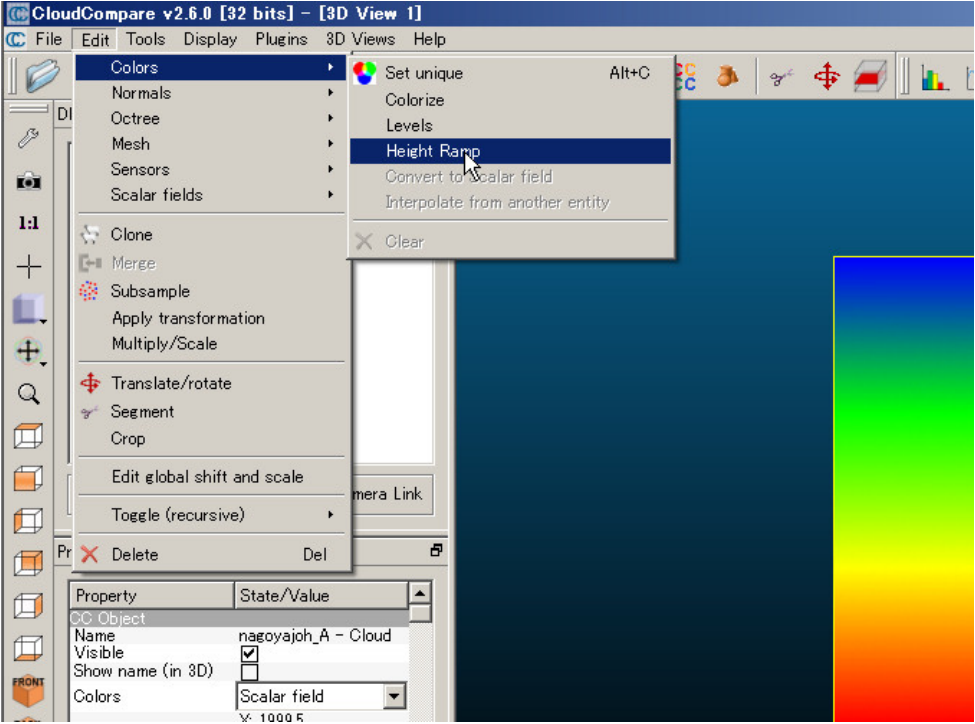 CloudCompare v2.6.0 [32 bits] - [3D View 1]
File Edit Tools Display Plugins 3D Views Help
Colors
Normals
Octree
Mesh
Sensors
Scalar fields
Clone
Merge
Subsample
Apply transformation
Multiply/Scale
Translate/rotate
Segment
Crop
Edit global shift and scale
Toggle (recursive)
Delete Del
Set unique Alt+C
Colorize
Levels
Height Ramp
Convert to Scalar field
Interpolate from another entity
Clear
1:1
FRONT
mera Link
Property State/Value
CC Object
Name nagoyajoh_A - Cloud
Visible
Show name (in 3D)
Colors Scalar field
X: 1999.5